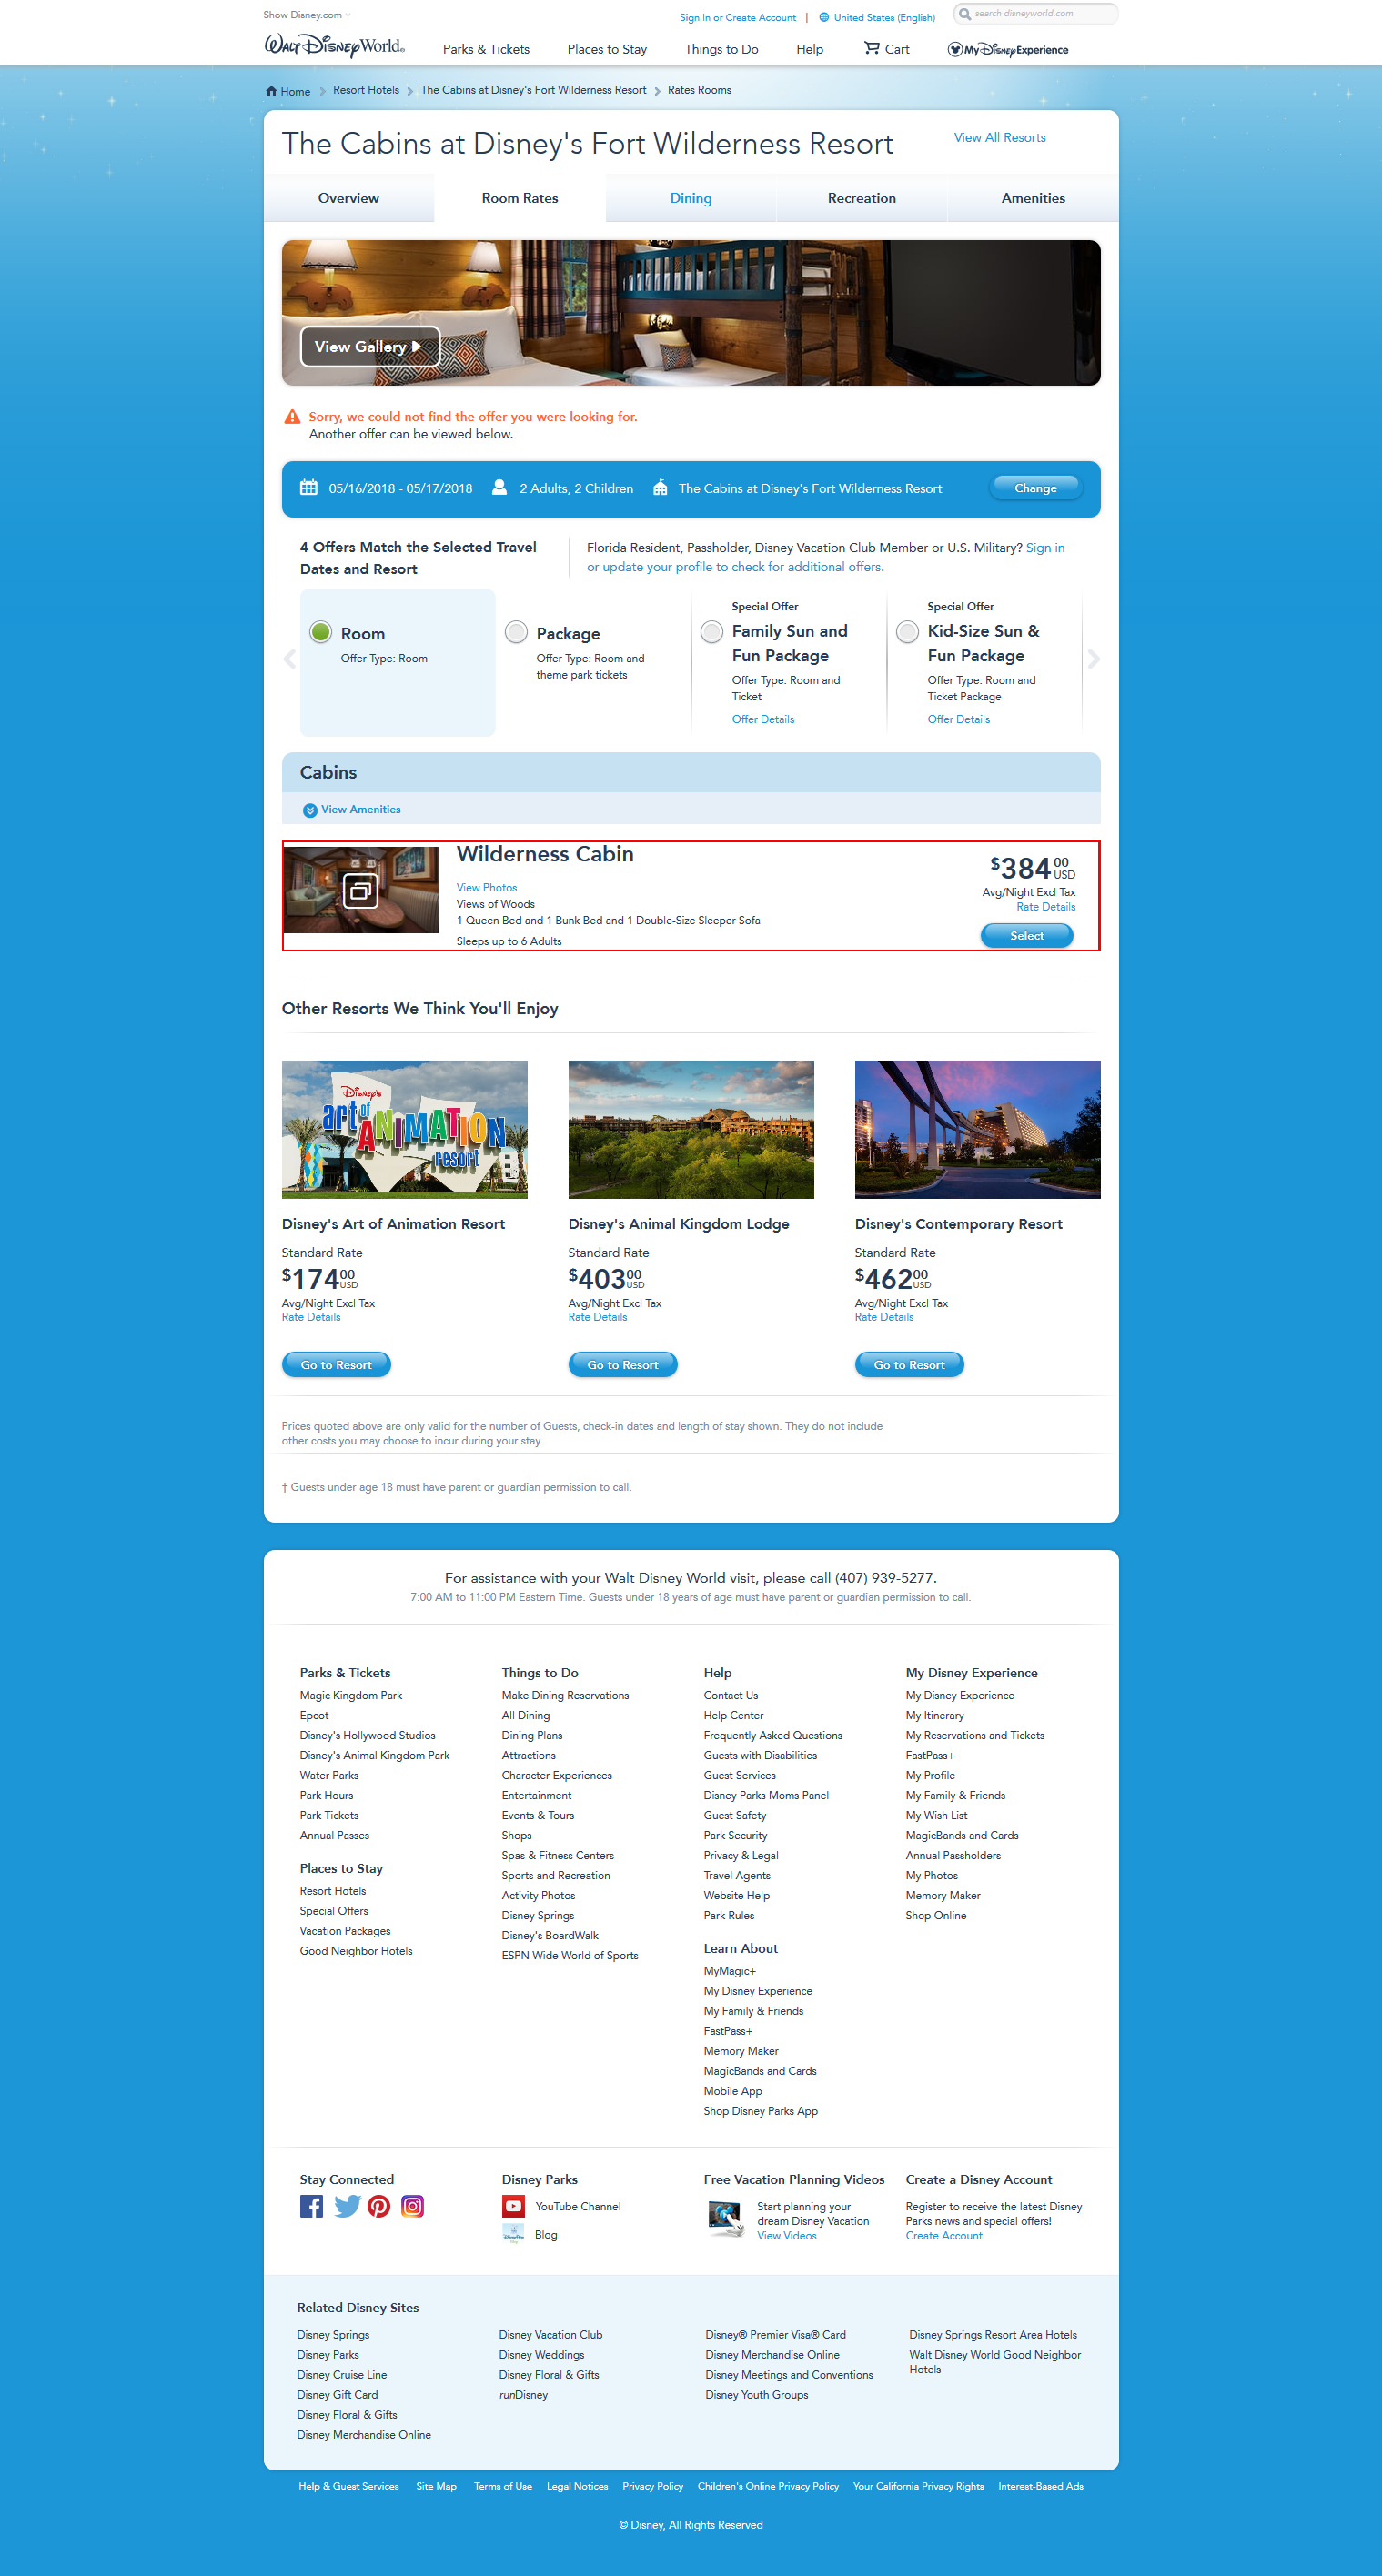 Show Disney.com
Sign In or Create Account | United States (English)
search disneyworld.com
Walt Disney World.
Parks & Tickets
Places to Stay
Things to Do
Help
Cart
My Disney Experience
Home
Resort Hotels
The Cabins at Disney's Fort Wilderness Resort
Rates Rooms
The Cabins at Disney's Fort Wilderness Resort
View All Resorts
Overview
Room Rates
Dining
Recreation
Amenities
View Gallery
Sorry, we could not find the offer you were looking for.
Another offer can be viewed below.
05/16/2018 - 05/17/2018
2 Adults, 2 Children
The Cabins at Disney's Fort Wilderness Resort
Change
4 Offers Match the Selected Travel
Dates and Resort
Florida Resident, Passholder, Disney Vacation Club Member or U.S. Military? Sign in
or update your profile to check for additional offers.
Room
Offer Type: Room
Package
Offer Type: Room and
theme park tickets
Special Offer
Family Sun and
Fun Package
Offer Type: Room and
Ticket
Offer Details
Special Offer
Kid-Size Sun &
Fun Package
Offer Type: Room and
Ticket Package
Offer Details
Cabins
View Amenities
Wilderness Cabin
View Photos
Views of Woods
1 Queen Bed and 1 Bunk Bed and 1 Double-Size Sleeper Sofa
Sleeps up to 6 Adults
$384 00 USD
Avg/Night Excl Tax
Rate Details
Select
Other Resorts We Think You'll Enjoy
Disney's
art of
ANIMATION
resort
Disney's Art of Animation Resort
Standard Rate
$174 00 USD
Avg/Night Excl Tax
Rate Details
Go to Resort
Disney's Animal Kingdom Lodge
Standard Rate
$403 00 USD
Avg/Night Excl Tax
Rate Details
Go to Resort
Disney's Contemporary Resort
Standard Rate
$462 00 USD
Avg/Night Excl Tax
Rate Details
Go to Resort
Prices quoted above are only valid for the number of Guests, check-in dates and length of stay shown. They do not include
other costs you may choose to incur during your stay.
† Guests under age 18 must have parent or guardian permission to call.
For assistance with your Walt Disney World visit, please call (407) 939-5277.
7:00 AM to 11:00 PM Eastern Time. Guests under 18 years of age must have parent or guardian permission to call.
Parks & Tickets
Magic Kingdom Park
Epcot
Disney's Hollywood Studios
Disney's Animal Kingdom Park
Water Parks
Park Hours
Park Tickets
Annual Passes
Places to Stay
Resort Hotels
Special Offers
Vacation Packages
Good Neighbor Hotels
Things to Do
Make Dining Reservations
All Dining
Dining Plans
Attractions
Character Experiences
Entertainment
Events & Tours
Shops
Spas & Fitness Centers
Sports and Recreation
Activity Photos
Disney Springs
Disney's BoardWalk
ESPN Wide World of Sports
Help
Contact Us
Help Center
Frequently Asked Questions
Guests with Disabilities
Guest Services
Disney Parks Moms Panel
Guest Safety
Park Security
Privacy & Legal
Travel Agents
Website Help
Park Rules
Learn About
MyMagic+
My Disney Experience
My Family & Friends
FastPass+
Memory Maker
MagicBands and Cards
Mobile App
Shop Disney Parks App
My Disney Experience
My Disney Experience
My Itinerary
My Reservations and Tickets
FastPass+
My Profile
My Family & Friends
My Wish List
MagicBands and Cards
Annual Passholders
My Photos
Memory Maker
Shop Online
Stay Connected
Disney Parks
YouTube Channel
Blog
Free Vacation Planning Videos
Start planning your
dream Disney Vacation
View Videos
Create a Disney Account
Register to receive the latest Disney
Parks news and special offers!
Create Account
Related Disney Sites
Disney Springs
Disney Parks
Disney Cruise Line
Disney Gift Card
Disney Floral & Gifts
Disney Merchandise Online
Disney Vacation Club
Disney Weddings
Disney Floral & Gifts
runDisney
Disney® Premier Visa® Card
Disney Merchandise Online
Disney Meetings and Conventions
Disney Youth Groups
Disney Springs Resort Area Hotels
Walt Disney World Good Neighbor
Hotels
Help & Guest Services
Site Map
Terms of Use
Legal Notices
Privacy Policy
Children's Online Privacy Policy
Your California Privacy Rights
Interest-Based Ads
© Disney, All Rights Reserved